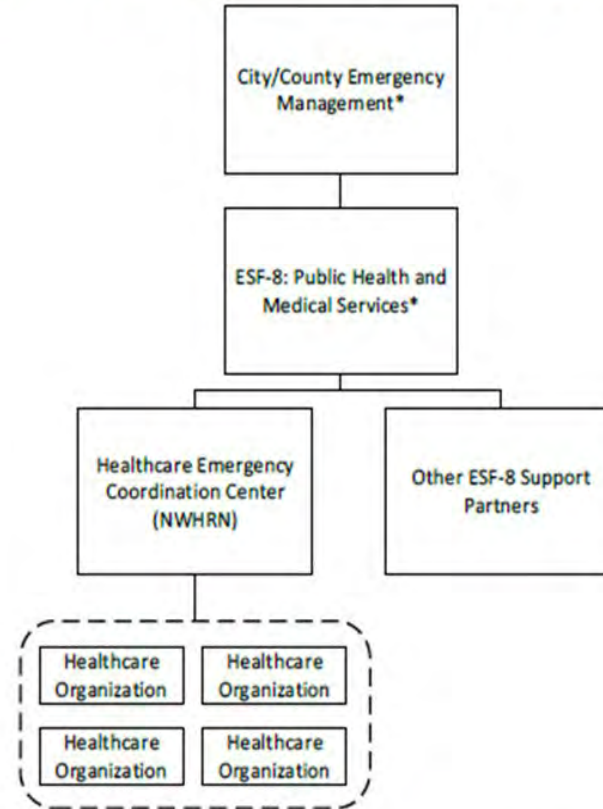 City/County Emergency
Management*
ESF-8: Public Health and
Medical Services*
Healthcare Emergency
Coordination Center
(NWHRN)
Other ESF-8 Support
Partners
Healthcare
Organization
Healthcare
Organization
Healthcare
Organization
Healthcare
Organization